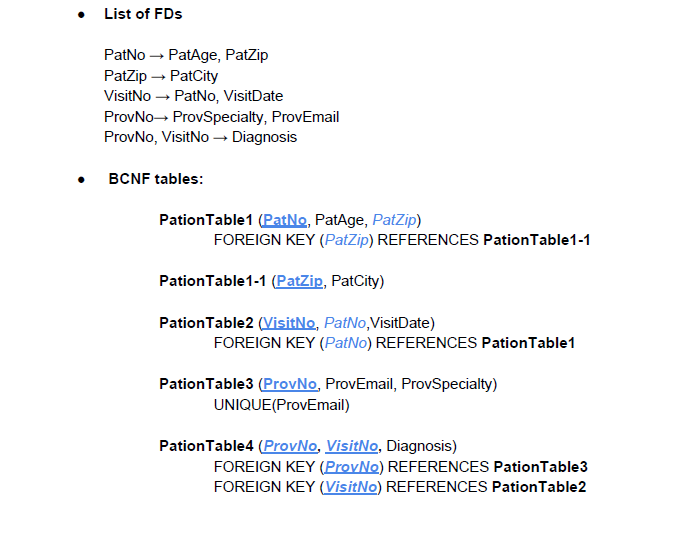 ● List of FDs
PatNo → PatAge, PatZip
PatZip → PatCity
VisitNo → PatNo, VisitDate
ProvNo→ ProvSpecialty, ProvEmail
ProvNo, VisitNo → Diagnosis
● BCNF tables:
PationTable1 (PatNo, PatAge, PatZip)
FOREIGN KEY (PatZip) REFERENCES PationTable1-1
PationTable1-1 (PatZip, PatCity)
PationTable2 (VisitNo, PatNo,VisitDate)
FOREIGN KEY (PatNo) REFERENCES PationTable1
PationTable3 (ProvNo, ProvEmail, ProvSpecialty)
UNIQUE(ProvEmail)
PationTable4 (ProvNo, VisitNo, Diagnosis)
FOREIGN KEY (ProvNo) REFERENCES PationTable3
FOREIGN KEY (VisitNo) REFERENCES PationTable2